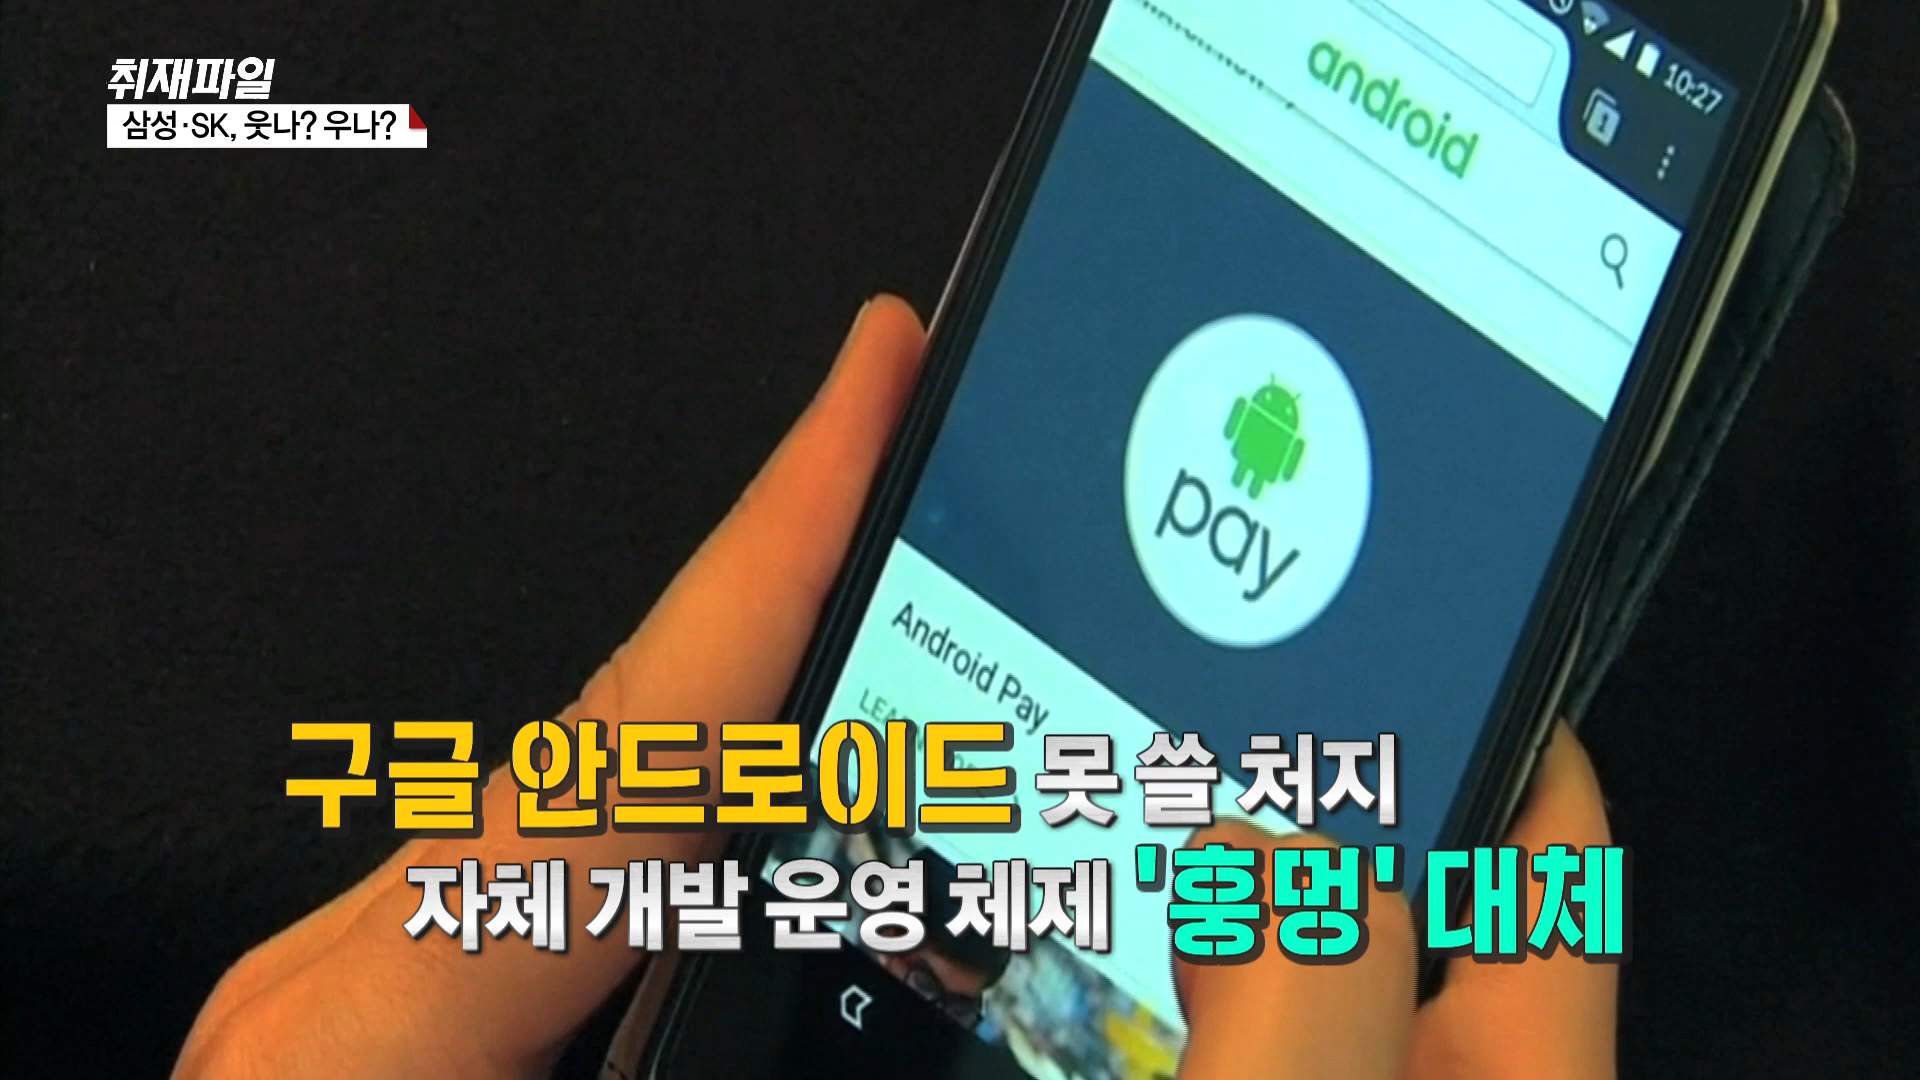 취재파일
삼성·SK, 웃나? 우나?
10:27
1
android
pay
Android Pay
구글 안드로이드 못 쓸 처지
자체 개발 운영 체제 '훙멍' 대체